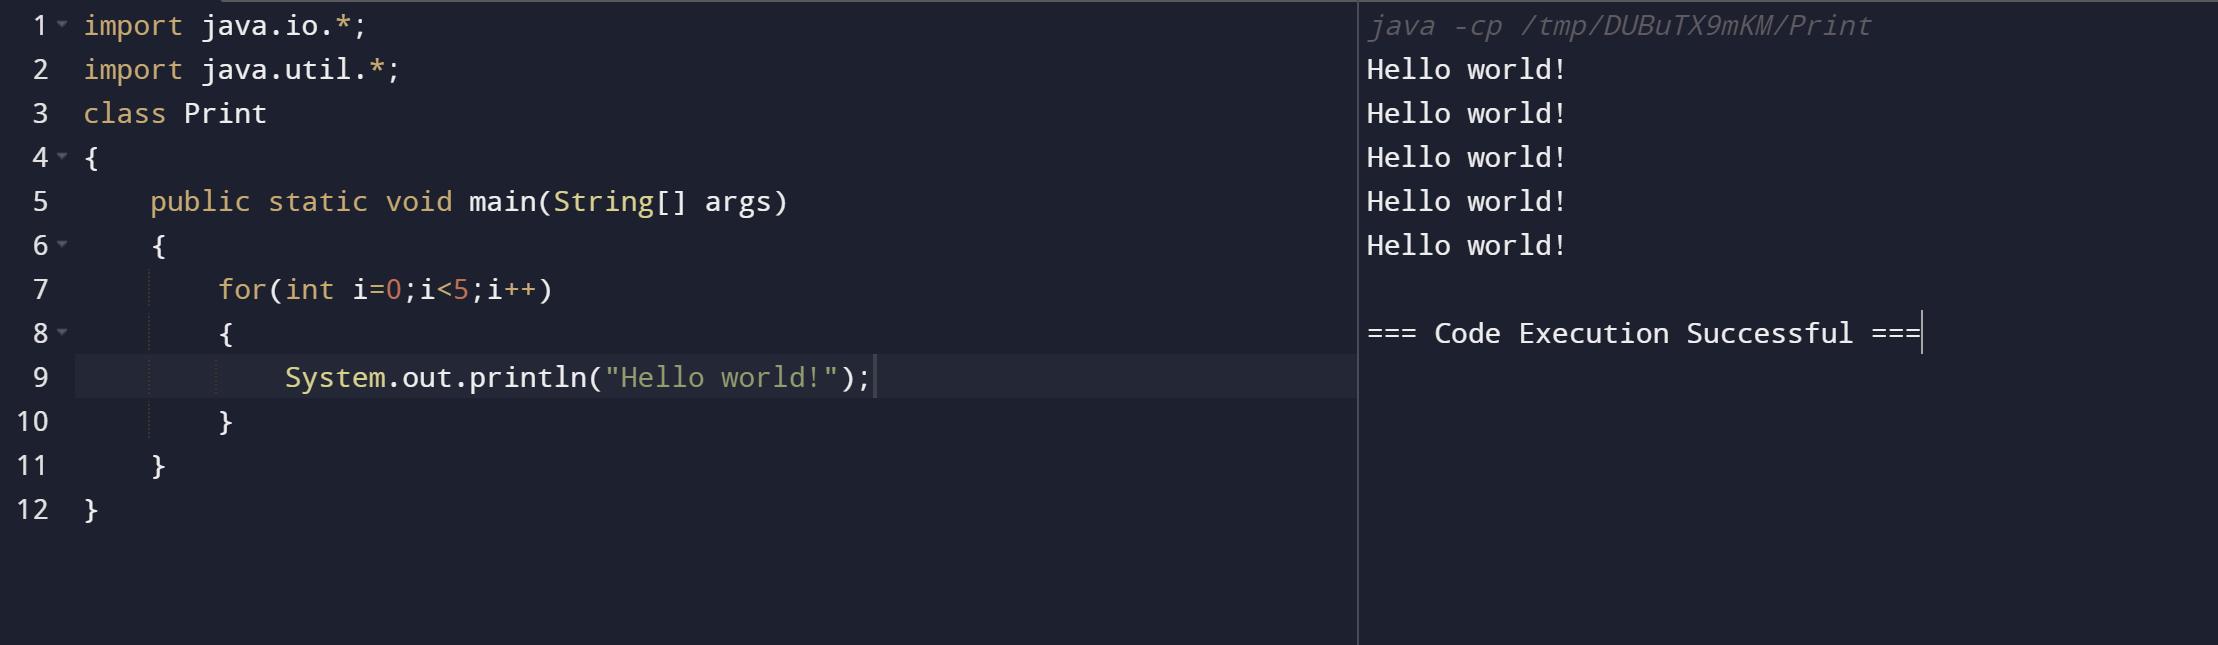 1 import java.io.*;
2 import java.util.*;
3 class Print
4 {
5     public static void main(String[] args)
6     {
7         for(int i=0;i<5;i++)
8         {
9             System.out.println("Hello world!");
10         }
11     }
12 }
java -cp /tmp/DUBuTX9mKM/Print
Hello world!
Hello world!
Hello world!
Hello world!
Hello world!
=== Code Execution Successful ===